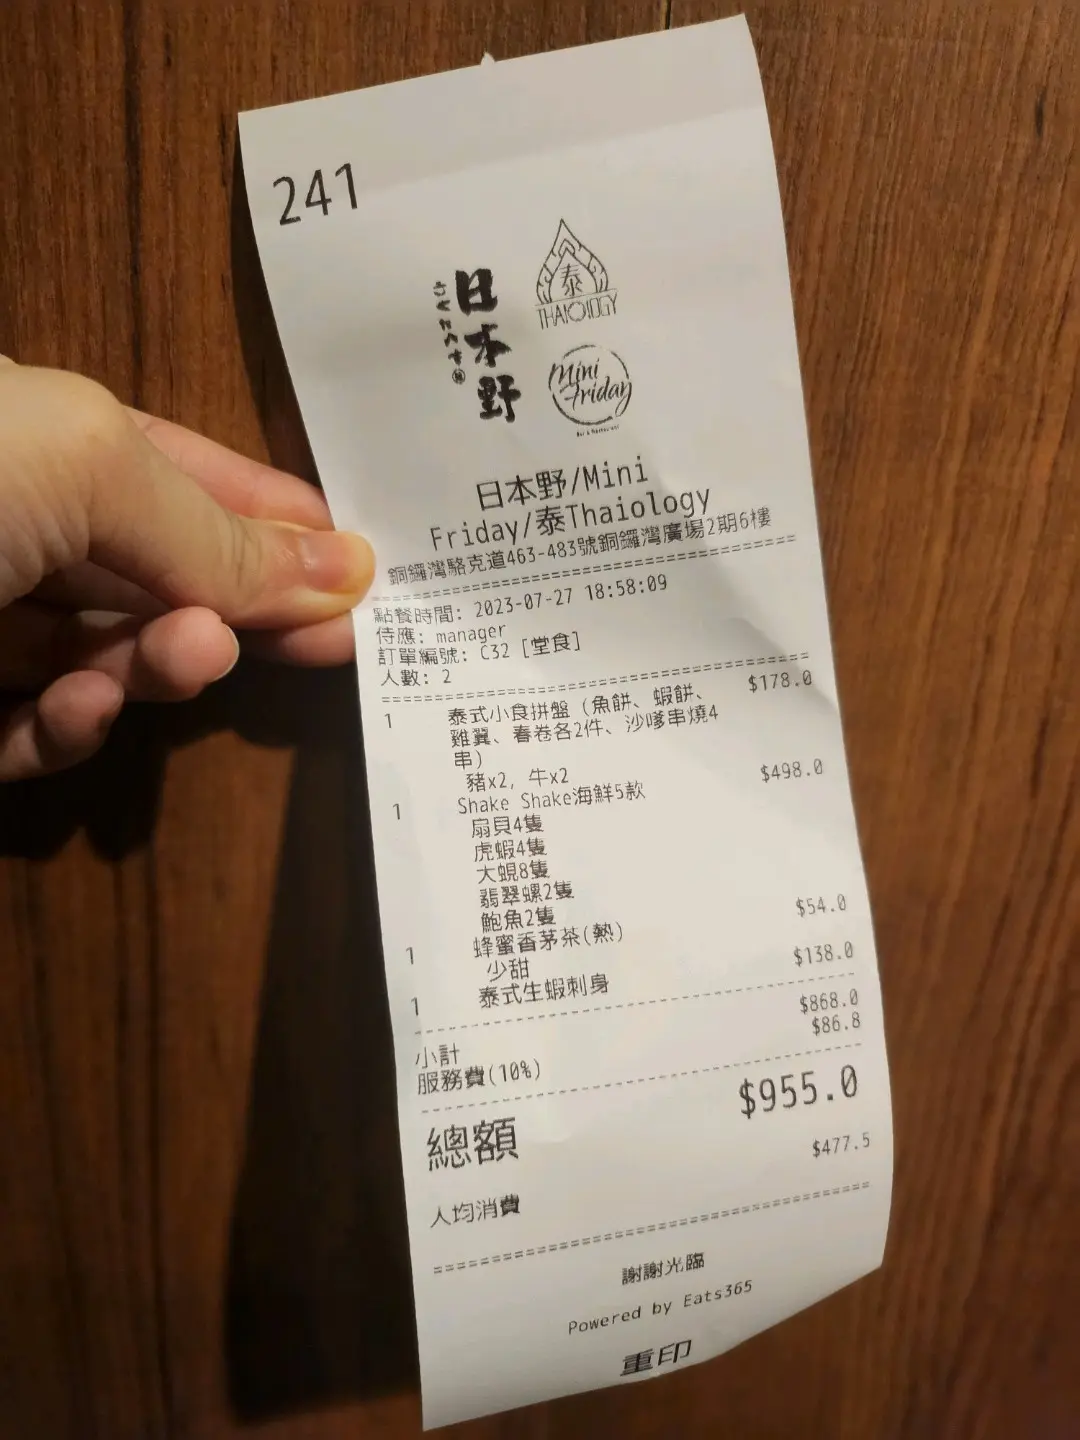 241
日本野
泰
THAIOLOGY
Mini Friday
日本野/Mini
Friday/泰Thaiology
銅鑼灣駱克道463-483號銅鑼灣廣場2期6樓
點餐時間: 2023-07-27 18:58:09
侍應: manager
訂單編號: C32 [堂食]
人數: 2
1 泰式小食拼盤 (魚餅、蝦餅、 $178.0
雞翼、春卷各2件、沙嗲串燒4
串)
豬x2, 牛x2
1 Shake Shake海鮮5款 $498.0
扇貝4隻
虎蝦4隻
大蜆8隻
翡翠螺2隻
鮑魚2隻
1 蜂蜜香茅茶(熱) $54.0
少甜
1 泰式生蝦刺身 $138.0
小計 $868.0
服務費(10%) $86.8
總額 $955.0
人均消費 $477.5
謝謝光臨
Powered by Eats365
重印